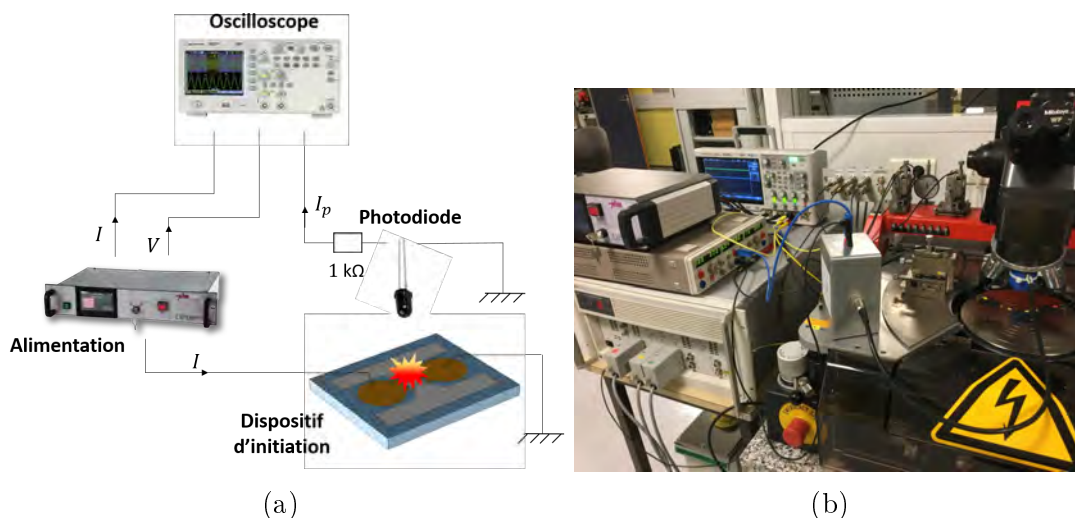 Oscilloscope
I
V
I_p
Photodiode
1 kΩ
Alimentation
I
Dispositif
d'initiation
(a)
(b)